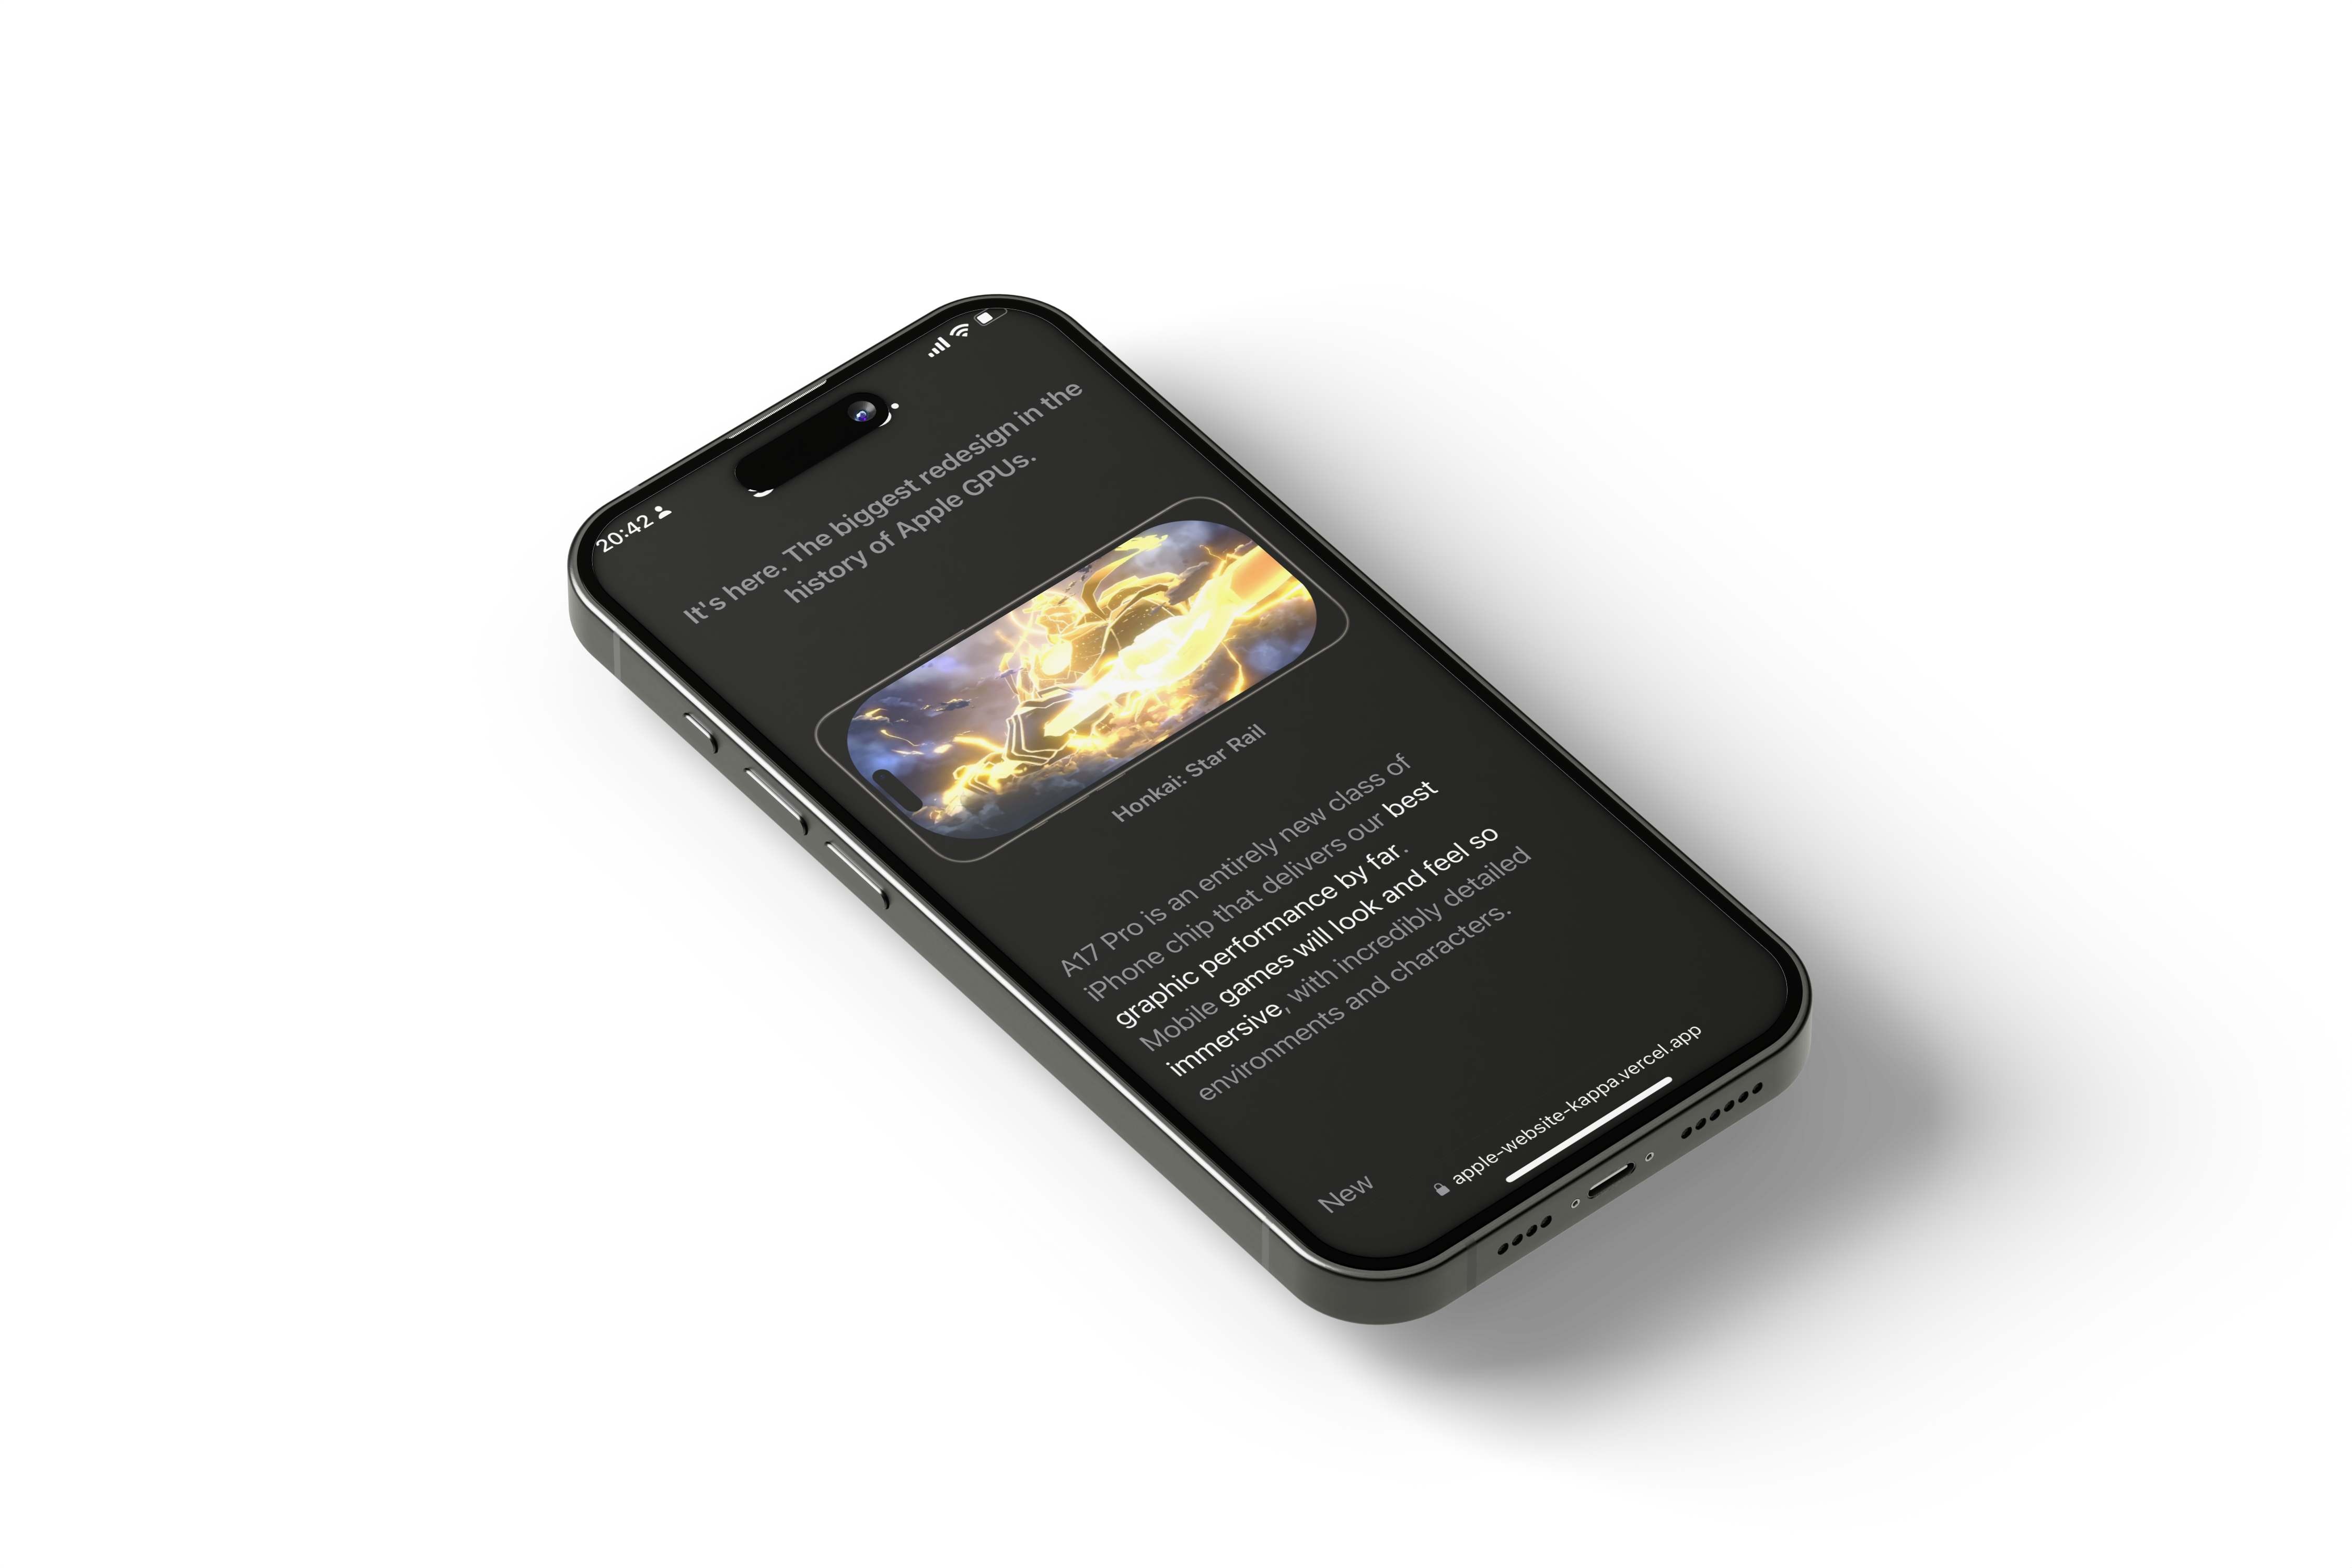 20:42
It's here. The biggest redesign in the
history of Apple GPUs.
Honkai: Star Rail
A17 Pro is an entirely new class of
iPhone chip that delivers our best
graphic performance by far.
Mobile games will look and feel so
immersive, with incredibly detailed
environments and characters.
New
apple-website-kappa.vercel.app